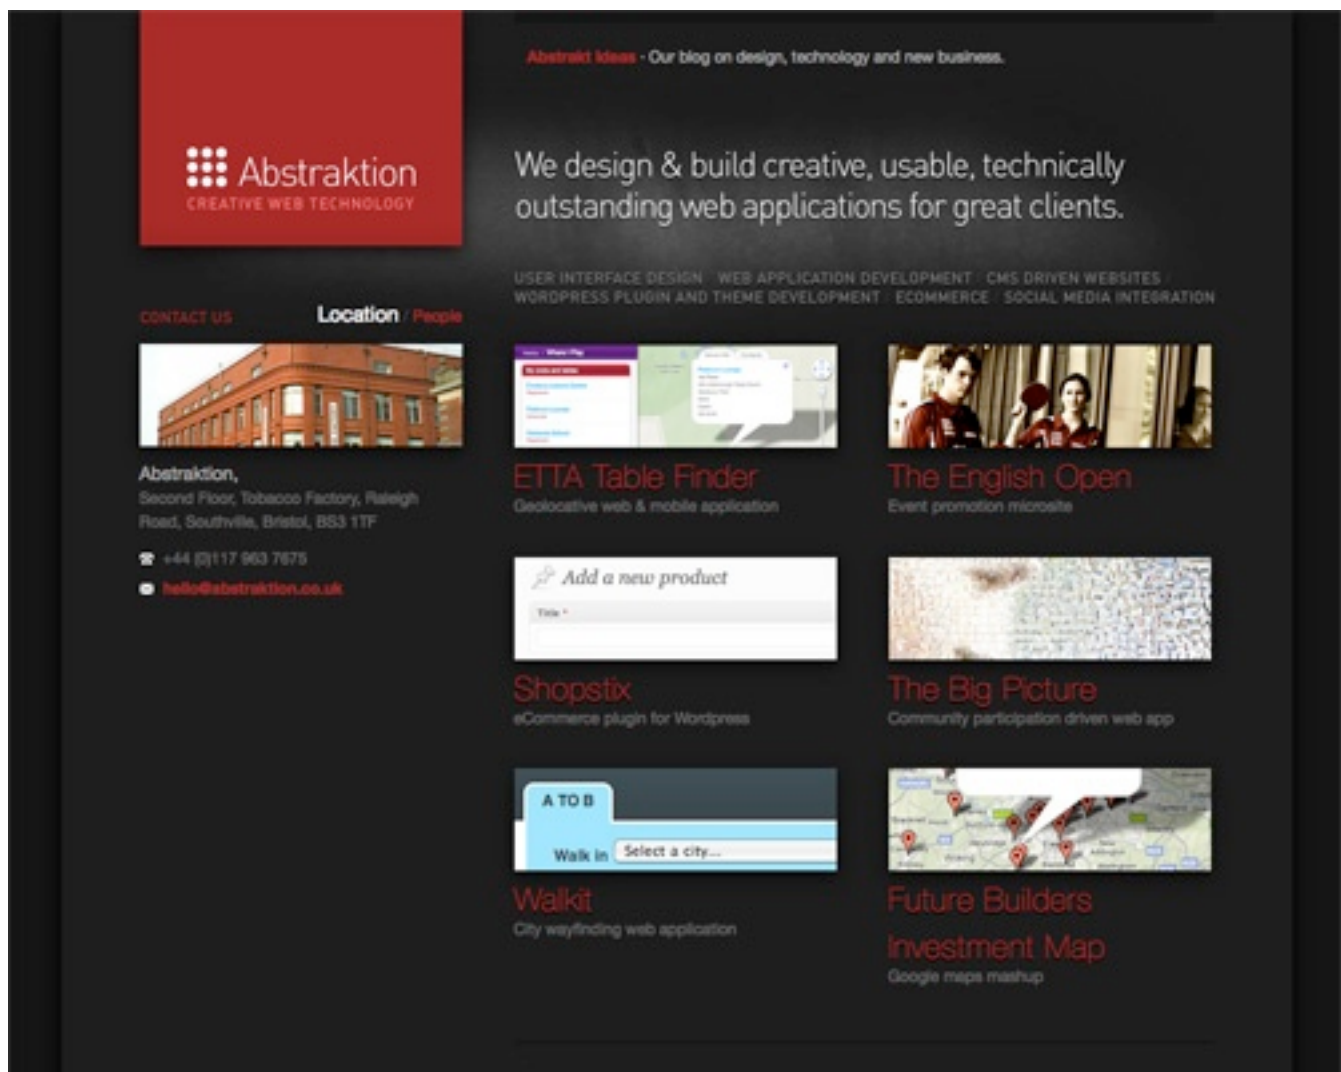 Abstrakt Ideas - Our blog on design, technology and new business.
Abstraktion
CREATIVE WEB TECHNOLOGY
We design & build creative, usable, technically
outstanding web applications for great clients.
USER INTERFACE DESIGN / WEB APPLICATION DEVELOPMENT / CMS DRIVEN WEBSITES /
WORDPRESS PLUGIN AND THEME DEVELOPMENT / ECOMMERCE / SOCIAL MEDIA INTEGRATION
CONTACT US
Location / People
Abstraktion,
Second Floor, Tobacco Factory, Raleigh
Road, Southville, Bristol, BS3 1TF
+44 (0)117 963 7675
hello@abstraktion.co.uk
Where I Play
ETTA Table Finder
Geolocative web & mobile application
The English Open
Event promotion microsite
Add a new product
Title *
Shopstix
eCommerce plugin for Wordpress
The Big Picture
Community participation driven web app
A TO B
Walk in Select a city...
Walkit
City wayfinding web application
Future Builders
Investment Map
Google maps mashup